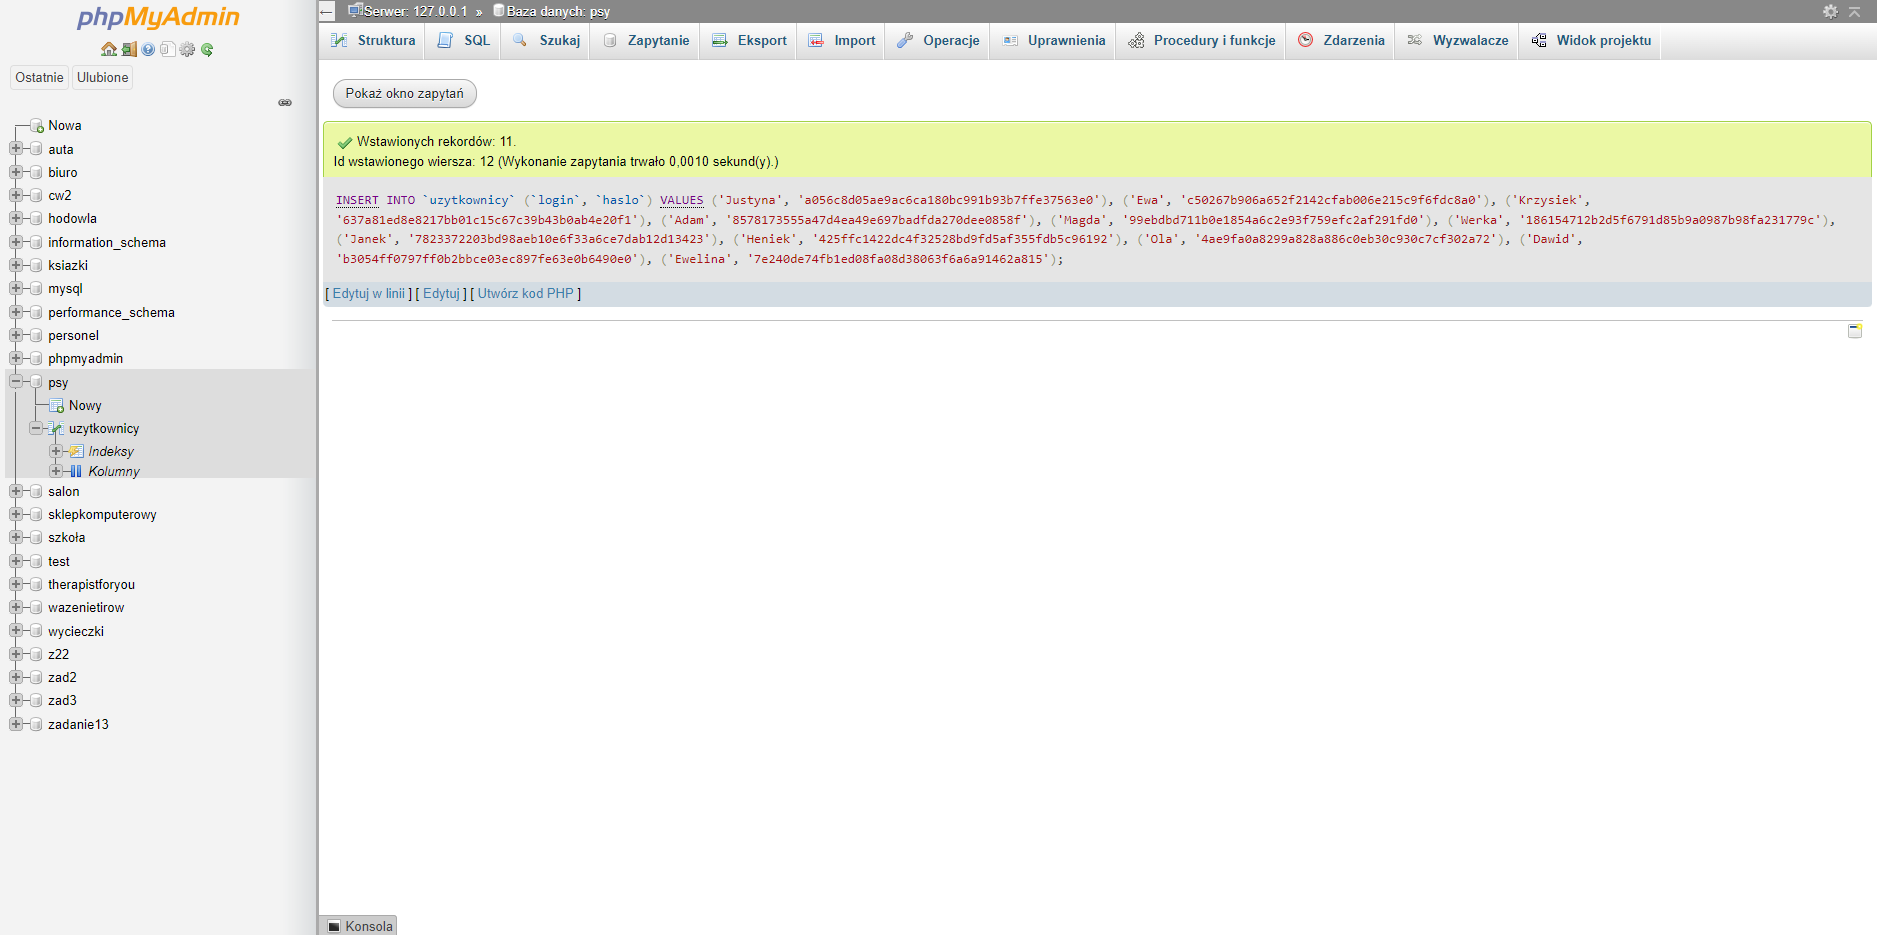 phpMyAdmin
Ostatnie Ulubione
Nowa
auta
biuro
cw2
hodowla
information_schema
ksiazki
mysql
performance_schema
personel
phpmyadmin
psy
Nowy
uzytkownicy
Indeksy
Kolumny
salon
sklepkomputerowy
szkoła
test
therapistforyou
wazenietirow
wycieczki
z22
zad2
zad3
zadanie13
Serwer: 127.0.0.1 » Baza danych: psy
Struktura SQL Szukaj Zapytanie Eksport Import Operacje Uprawnienia Procedury i funkcje Zdarzenia Wyzwalacze Widok projektu
Pokaż okno zapytań
Wstawionych rekordów: 11.
Id wstawionego wiersza: 12 (Wykonanie zapytania trwało 0,0010 sekund(y).)
INSERT INTO `uzytkownicy` (`login`, `haslo`) VALUES ('Justyna', 'a056c8d05ae9ac6ca180bc991b93b7ffe37563e0'), ('Ewa', 'c50267b906a652f2142cfab006e215c9f6fdc8a0'), ('Krzysiek',
'637a81ed8e8217bb01c15c67c39b43b0ab4e20f1'), ('Adam', '8578173555a47d4ea49e697badfda270dee0858f'), ('Magda', '99ebdbd711b0e1854a6c2e93f759efc2af291fd0'), ('Werka', '186154712b2d5f6791d85b9a0987b98fa231779c'),
('Janek', '7823372203bd98aeb10e6f33a6ce7dab12d13423'), ('Heniek', '425ffc1422dc4f32528bd9fd5af355fdb5c96192'), ('Ola', '4ae9fa0a8299a828a886c0eb30c930c7cf302a72'), ('Dawid',
'b3054ff0797ff0b2bbce03ec897fe63e0b6490e0'), ('Ewelina', '7e240de74fb1ed08fa08d38063f6a6a91462a815');
[ Edytuj w linii ] [ Edytuj ] [ Utwórz kod PHP ]
Konsola